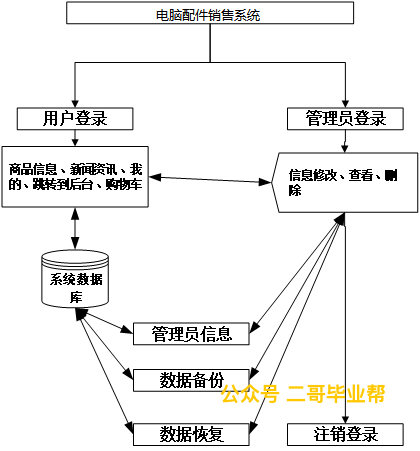 电脑配件销售系统
用户登录
管理员登录
商品信息、新闻资讯、我
的、跳转到后台、购物车
信息修改、查看、删
除
系统数据
库
管理员信息
数据备份
公众号 二哥毕业帮
数据恢复
注销登录